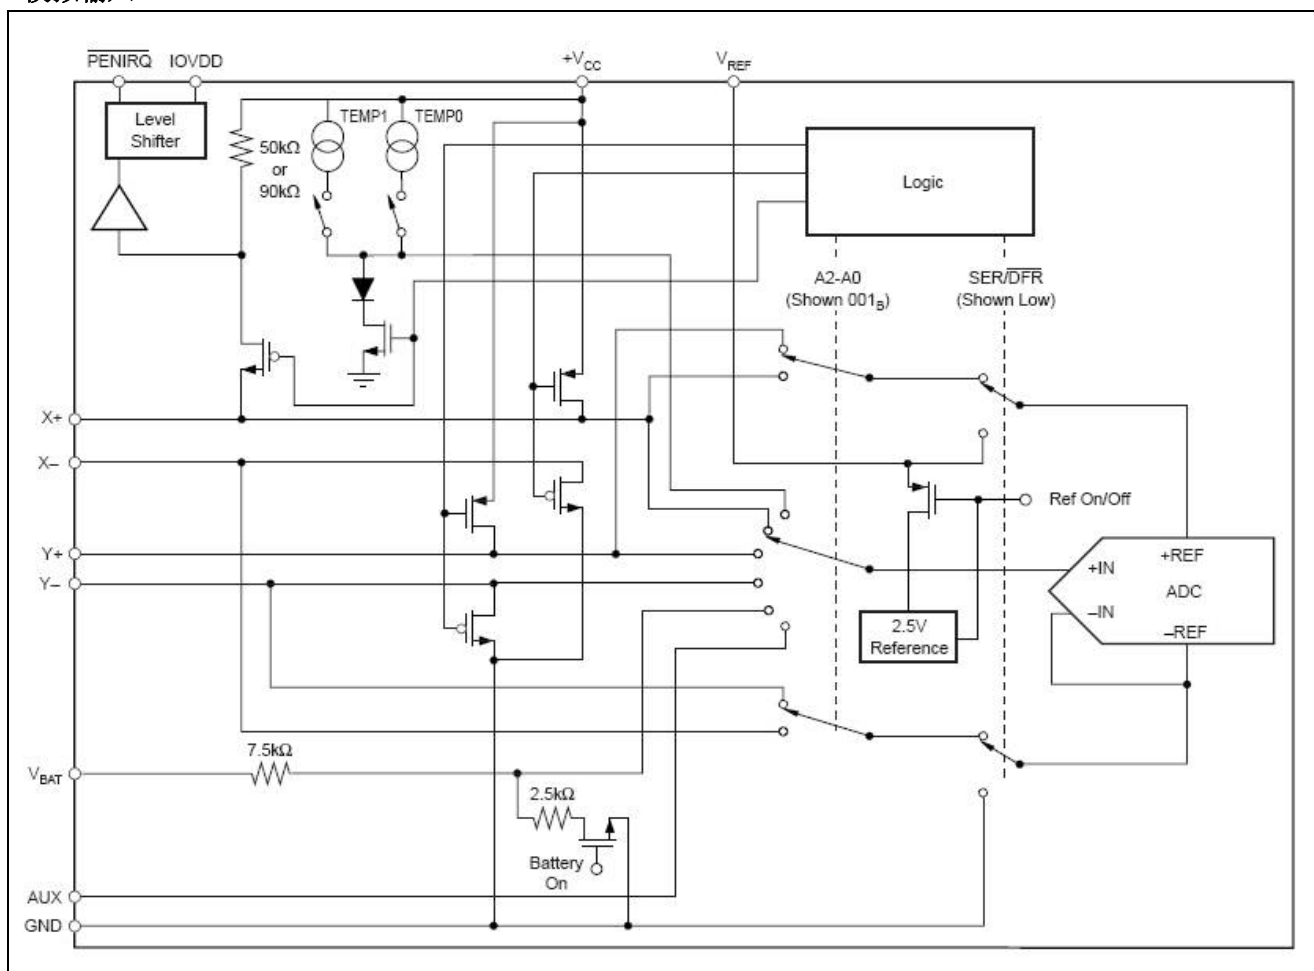 PENIRQ IOVDD +VCC VREF
Level
Shifter
50kΩ
or
90kΩ
TEMP1 TEMP0
Logic
A2-A0
(Shown 001B)
SER/DFR
(Shown Low)
X+
X–
Y+
Y–
Ref On/Off
+REF
+IN
ADC
–IN
–REF
2.5V
Reference
7.5kΩ
VBAT
2.5kΩ
Battery
On
AUX
GND